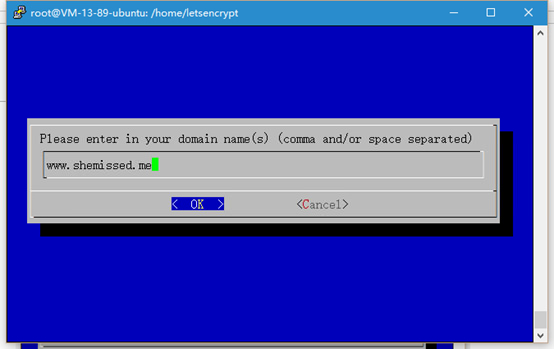 root@VM-13-89-ubuntu: /home/letsencrypt
Please enter in your domain name(s) (comma and/or space separated)
www.shemissed.me
< OK > <Cancel>